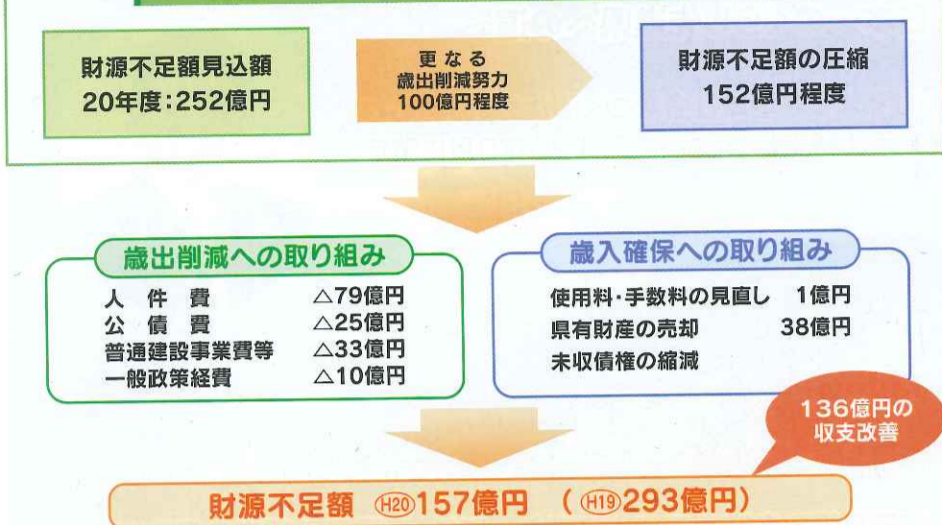 財源不足額見込額
20年度:252億円
更なる
歳出削減努力
100億円程度
財源不足額の圧縮
152億円程度
歳出削減への取り組み
人件費 △79億円
公債費 △25億円
普通建設事業費等 △33億円
一般政策経費 △10億円
歳入確保への取り組み
使用料・手数料の見直し 1億円
県有財産の売却 38億円
未収債権の縮減
136億円の
収支改善
財源不足額 H20157億円 (H19293億円)